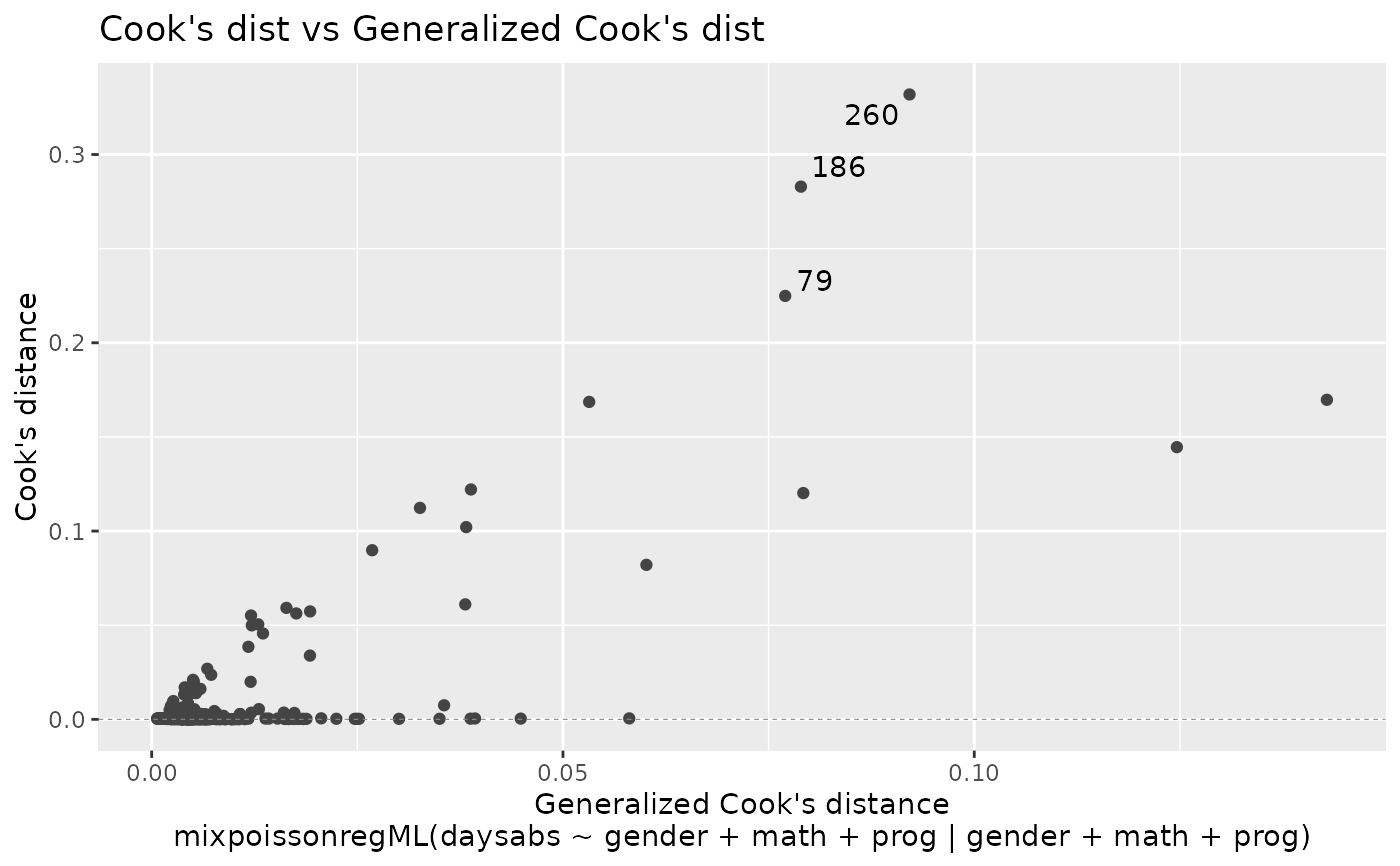 Cook's dist vs Generalized Cook's dist
260
0.3
186
79
0.2
Cook's distance
0.1
0.0
0.00
0.05
0.10
Generalized Cook's distance
mixpoissonregML(daysabs ~ gender + math + prog | gender + math + prog)